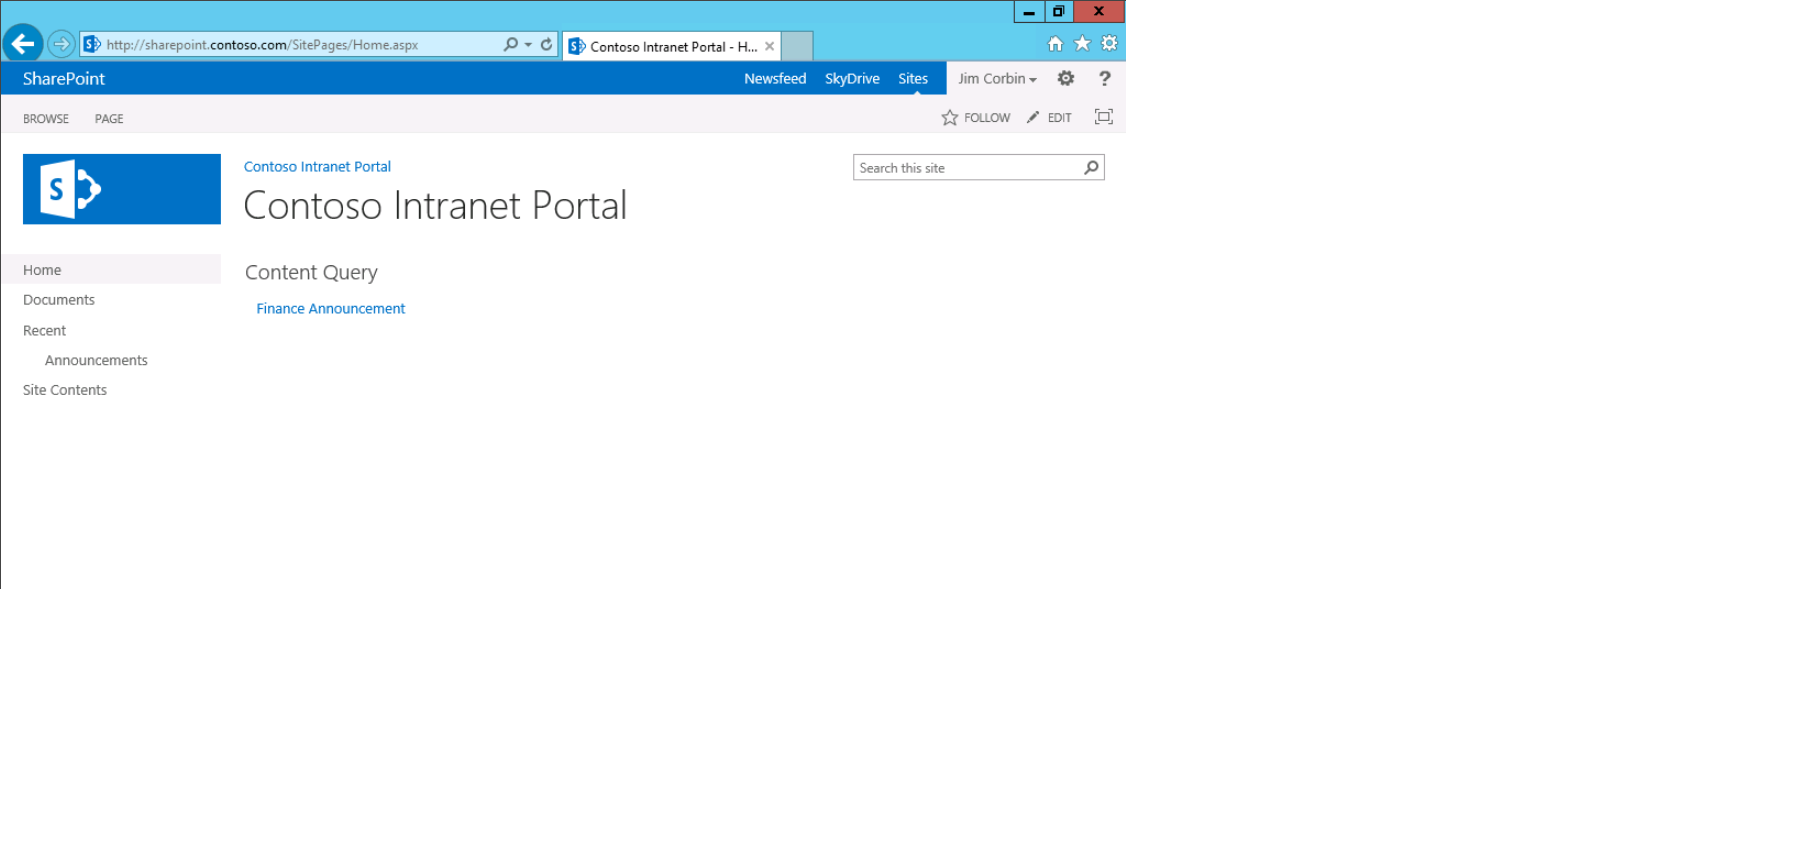 http://sharepoint.contoso.com/SitePages/Home.aspx
Contoso Intranet Portal - H...
SharePoint
Newsfeed SkyDrive Sites Jim Corbin ?
BROWSE PAGE
FOLLOW EDIT
S
Contoso Intranet Portal
Search this site
Contoso Intranet Portal
Home
Documents
Recent
Announcements
Site Contents
Content Query
Finance Announcement